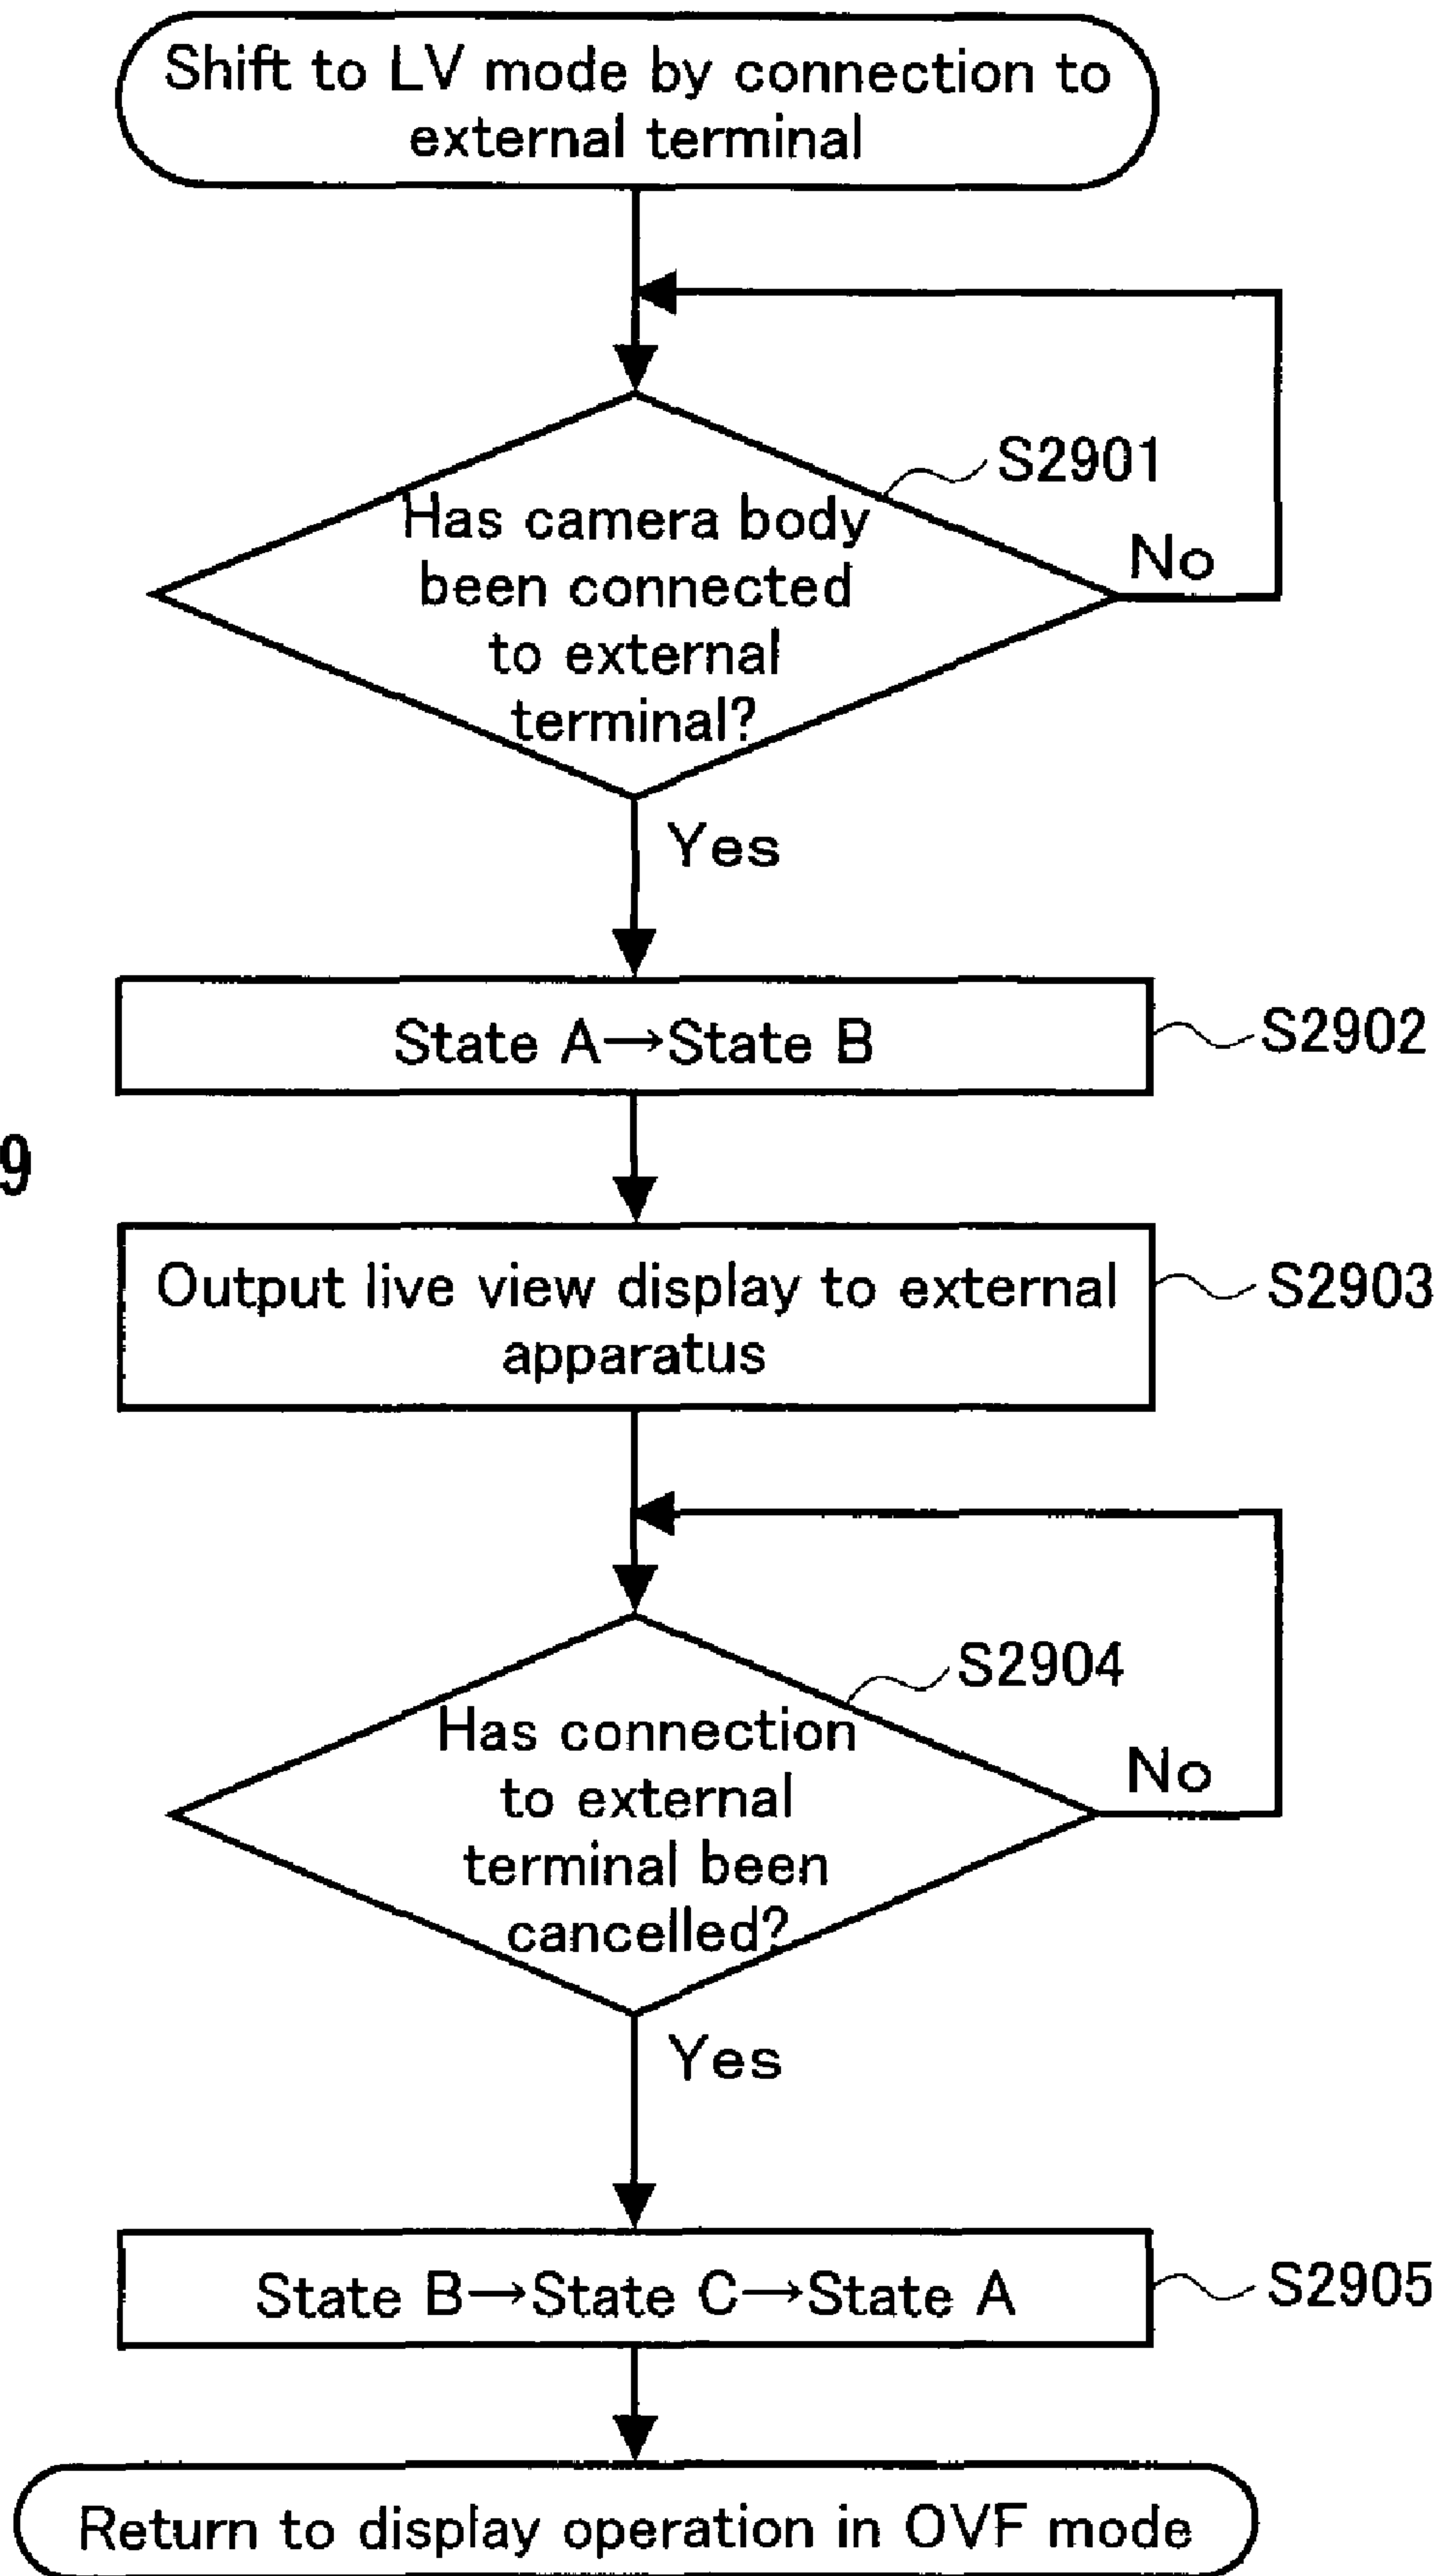 Shift to LV mode by connection to
external terminal
S2901
Has camera body
been connected
to external
terminal?
No
Yes
State A→State B
S2902
9
Output live view display to external
apparatus
S2903
S2904
Has connection
to external
terminal been
cancelled?
No
Yes
State B→State C→State A
S2905
Return to display operation in OVF mode